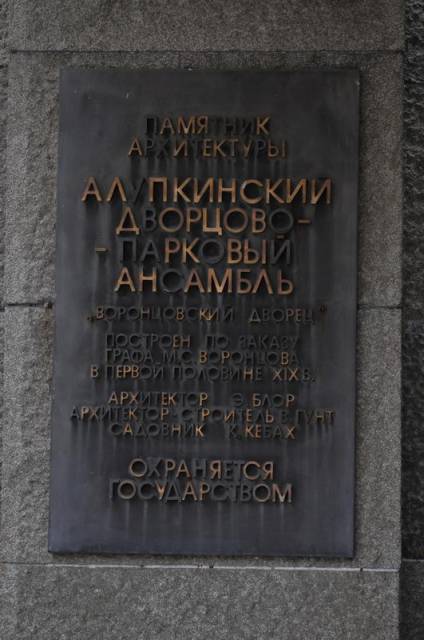 ПАМЯТНИК
АРХИТЕКТУРЫ
АЛУПКИНСКИЙ
ДВОРЦОВО-
-ПАРКОВЫЙ
АНСАМБЛЬ
„ВОРОНЦОВСКИЙ ДВОРЕЦ”
ПОСТРОЕН ПО ЗАКАЗУ
ГРАФА М.С. ВОРОНЦОВА
В ПЕРВОЙ ПОЛОВИНЕ XIX В.
АРХИТЕКТОР Э. БЛОР
АРХИТЕКТОР-СТРОИТЕЛЬ В. ГУНТ
САДОВНИК К. КЕБАХ
ОХРАНЯЕТСЯ
ГОСУДАРСТВОМ